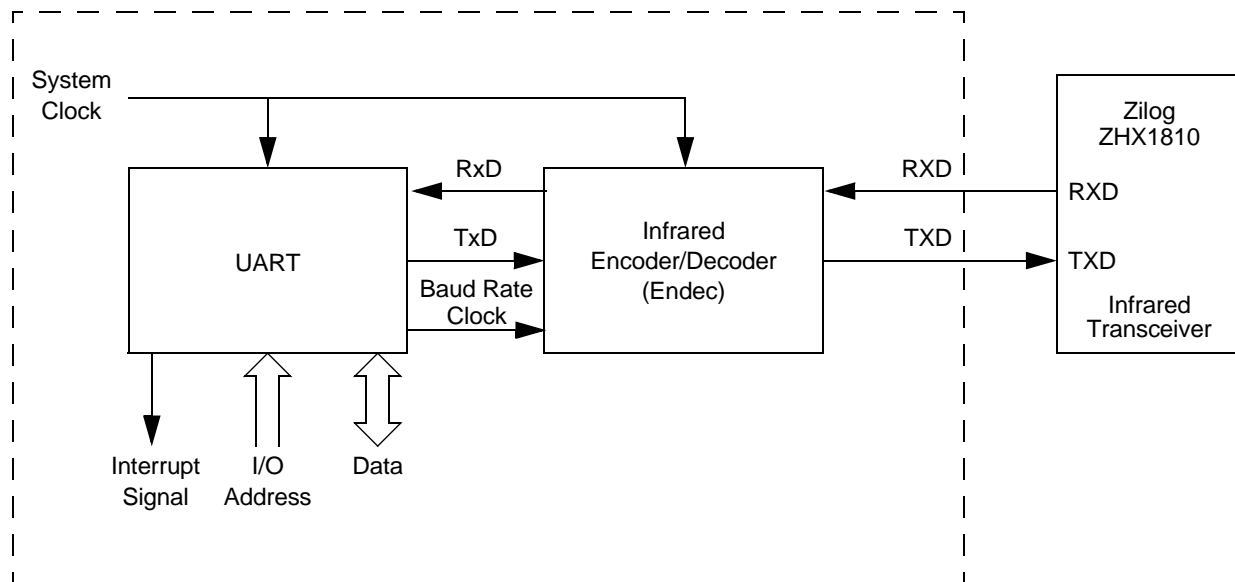 System
Clock
Zilog
ZHX1810
RxD
RXD
RXD
TxD
TXD
TXD
UART
Infrared
Encoder/Decoder
(Endec)
Baud Rate
Clock
Infrared
Transceiver
Interrupt
Signal
I/O
Address
Data